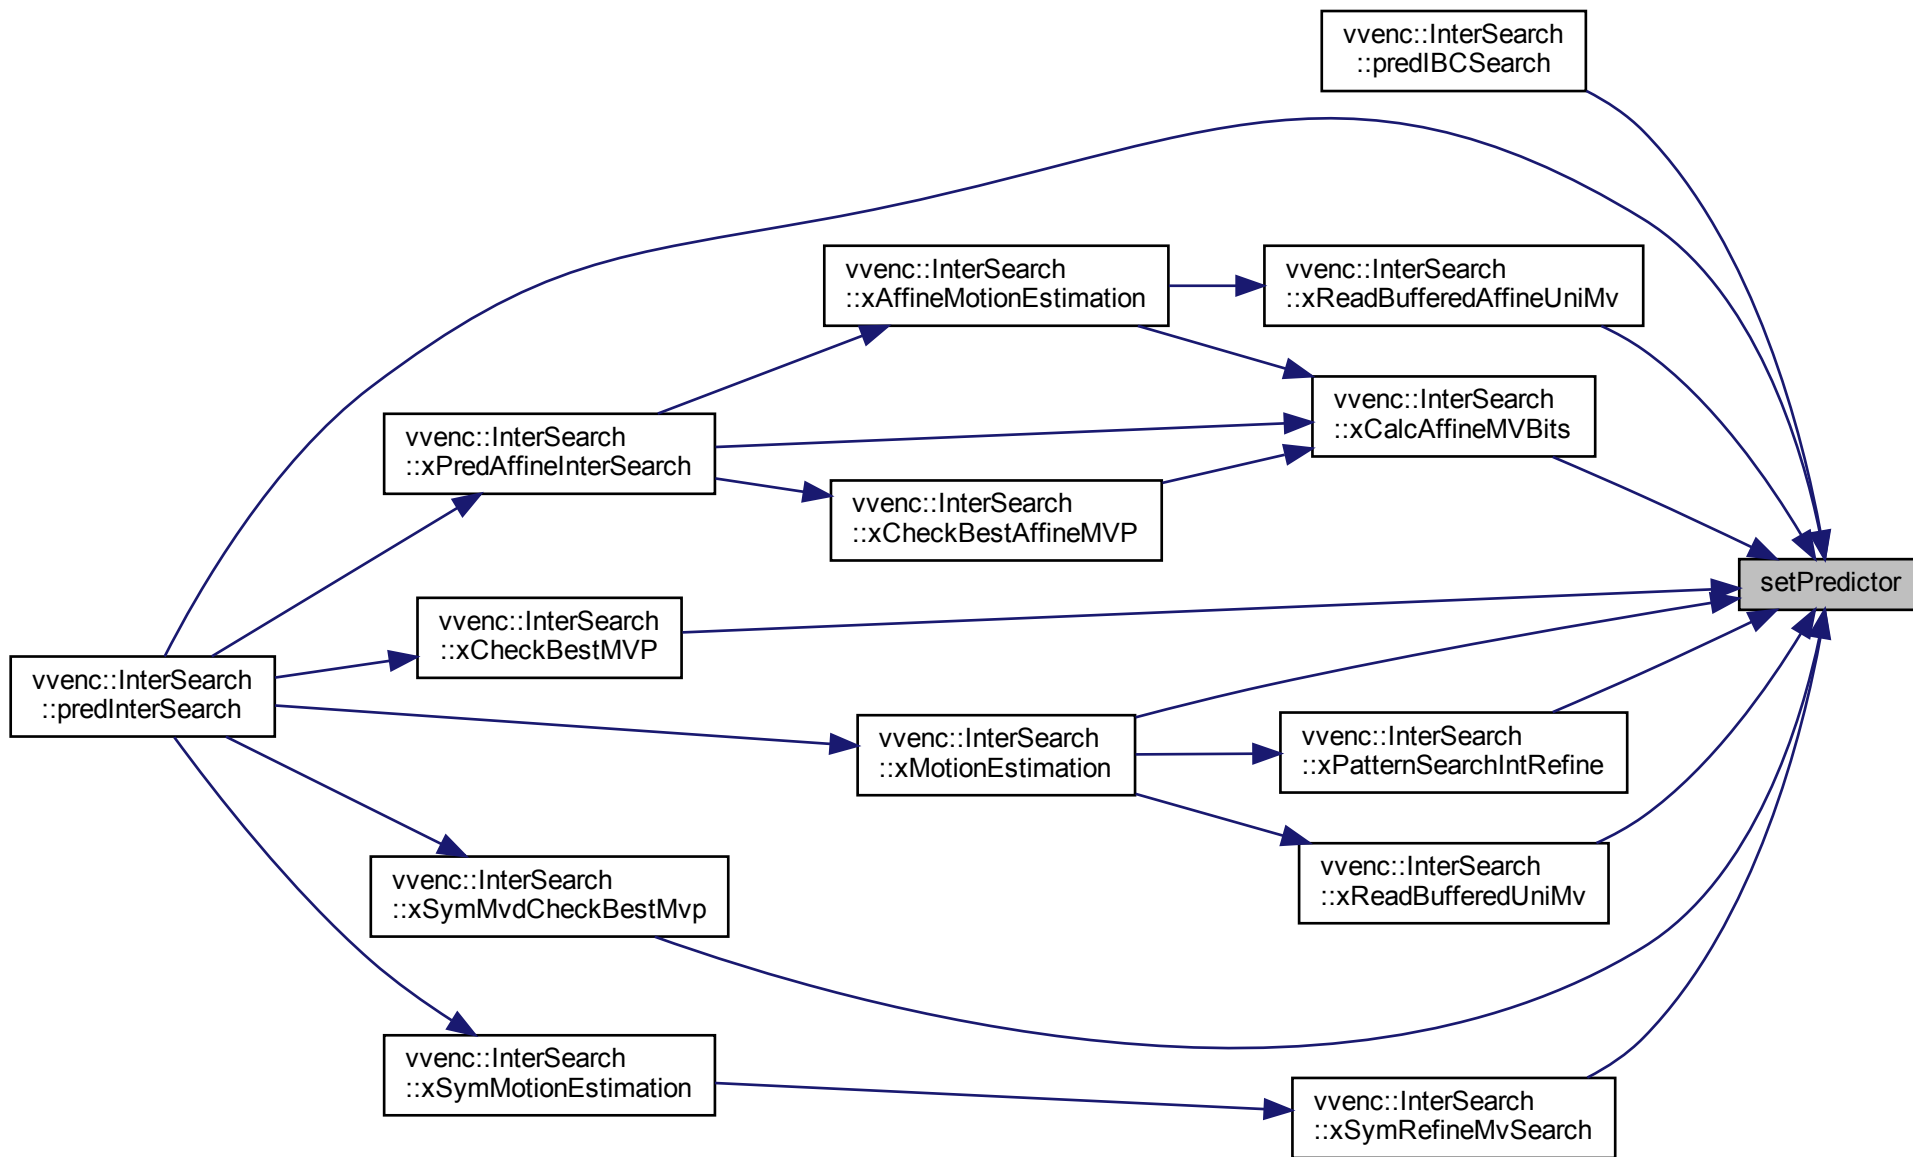 vvenc::InterSearch
::predIBCSearch
vvenc::InterSearch
::xAffineMotionEstimation
vvenc::InterSearch
::xReadBufferedAffineUniMv
vvenc::InterSearch
::xCalcAffineMVBits
vvenc::InterSearch
::xPredAffineInterSearch
vvenc::InterSearch
::xCheckBestAffineMVP
setPredictor
vvenc::InterSearch
::xCheckBestMVP
vvenc::InterSearch
::predInterSearch
vvenc::InterSearch
::xMotionEstimation
vvenc::InterSearch
::xPatternSearchIntRefine
vvenc::InterSearch
::xReadBufferedUniMv
vvenc::InterSearch
::xSymMvdCheckBestMvp
vvenc::InterSearch
::xSymMotionEstimation
vvenc::InterSearch
::xSymRefineMvSearch